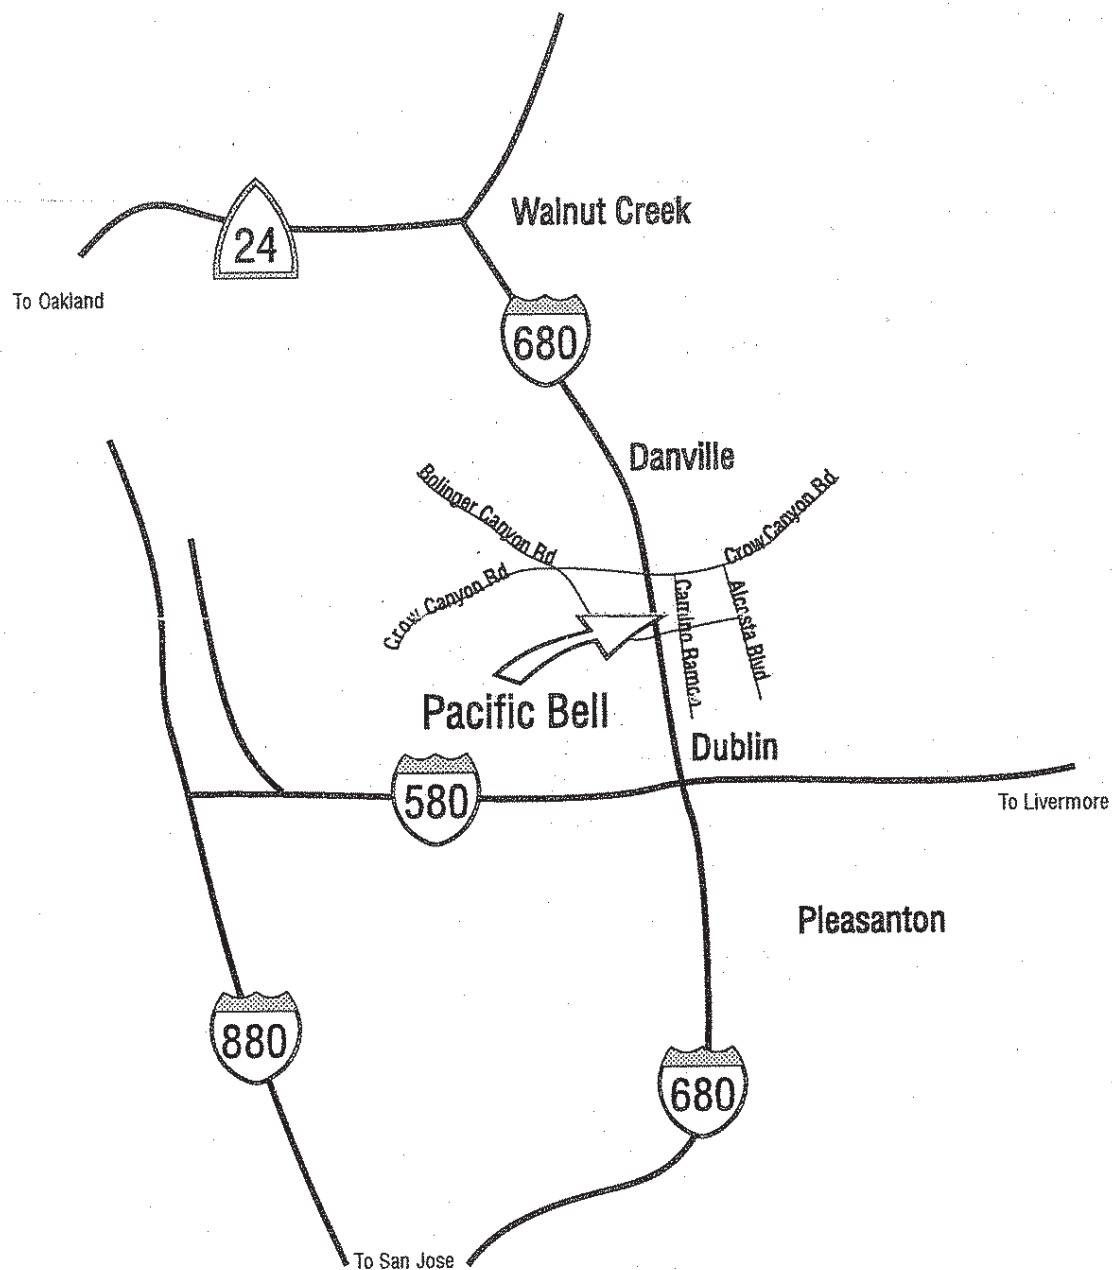 Walnut Creek
24
To Oakland
680
Danville
Bolinger Canyon Rd
Crow Canyon Rd
Crow Canyon Rd
Camino Ramon
Alcosta Blvd
Pacific Bell
Dublin
580
To Livermore
Pleasanton
880
680
To San Jose